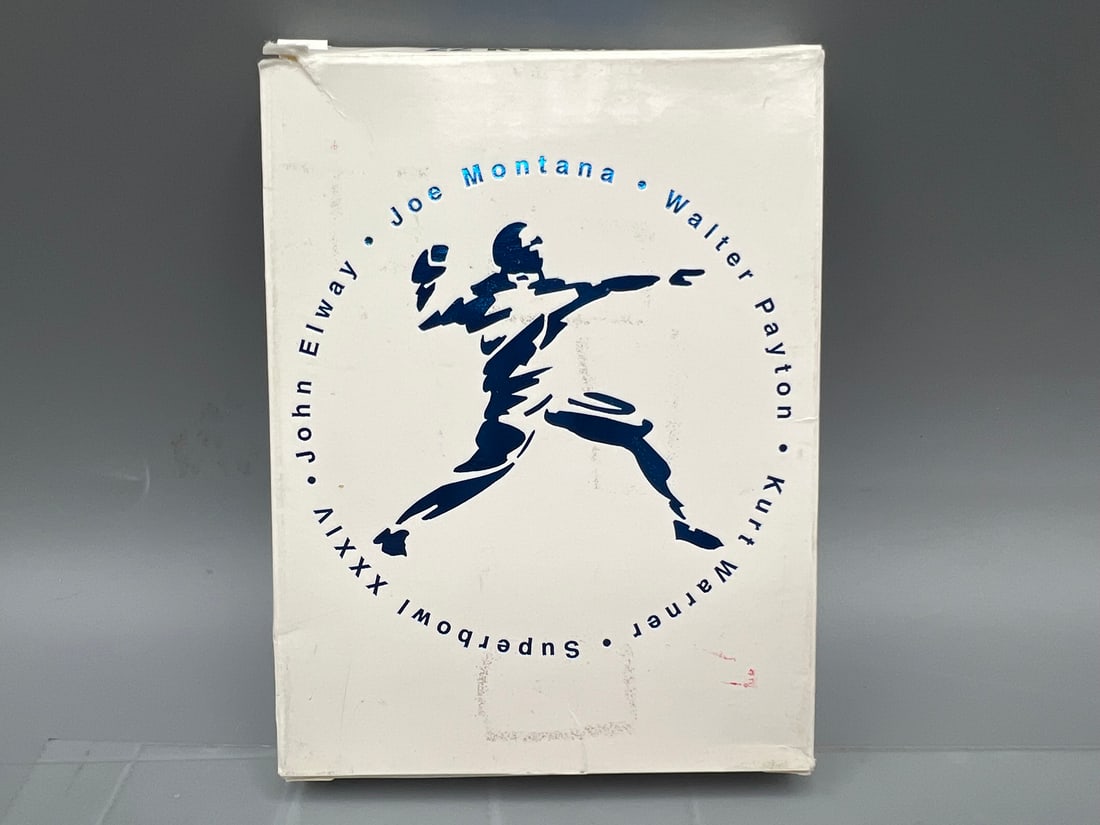 John Elway • Joe Montana • Walter Payton • Kurt Warner • Superbowl XXXIV •